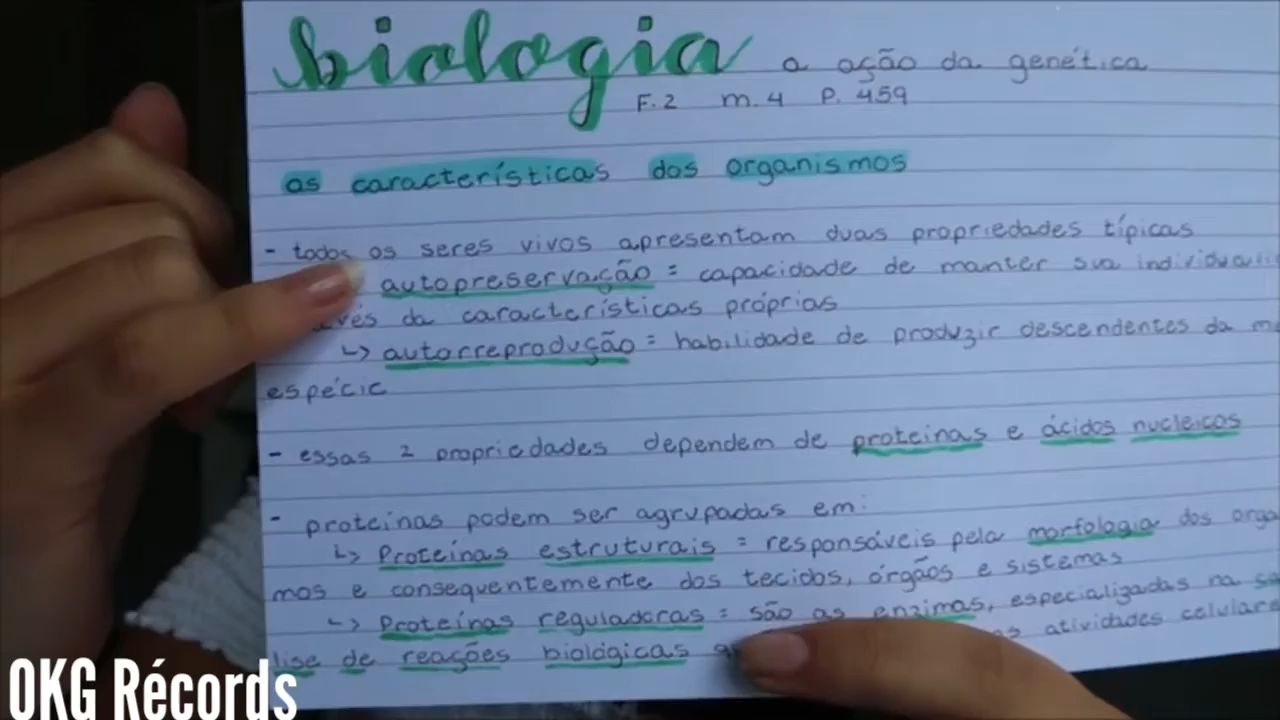 biologia a ação da genética
F.2 m.4 P. 459
as características dos organismos
- todos os seres vivos apresentam duas propriedades típicas
autopreservação = capacidade de manter sua
da características próprias
↳ autorreprodução = habilidade de produzir descendentes da
espécie
- essas 2 propriedades dependem de proteínas e ácidos nucleicos
- proteínas podem ser agrupadas em:
↳ Proteínas estruturais = responsáveis pela morfologia dos
mos e consequentemente dos tecidos, órgãos e sistemas
↳ Proteínas reguladoras = são as enzimas, especializadas na
lise de reações biológicas atividades
OKG Récords